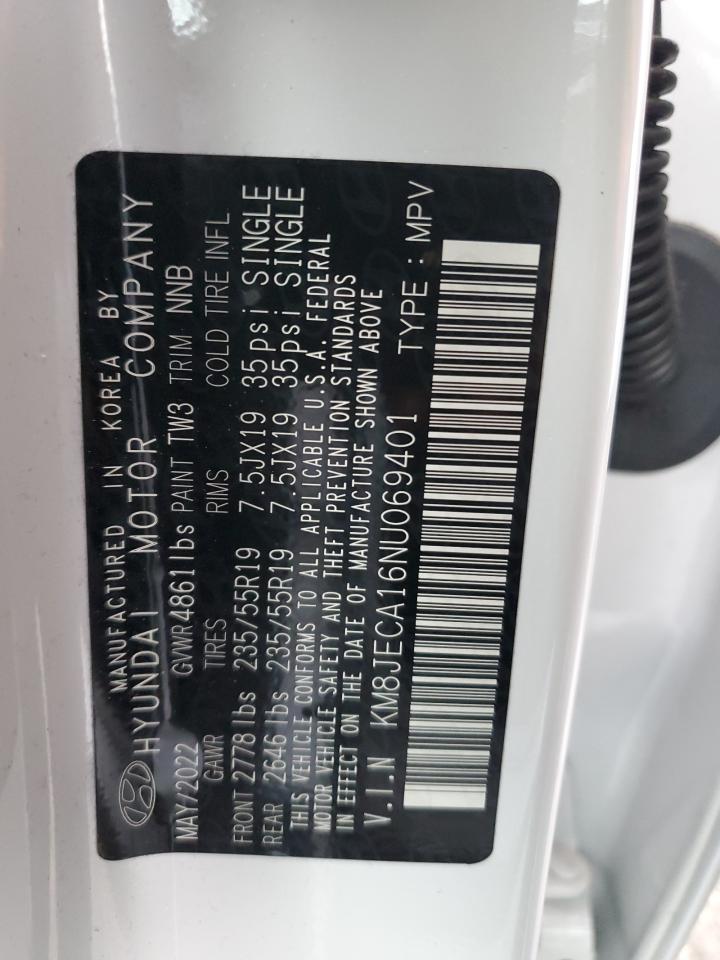 MANUFACTURED IN KOREA BY
HYUNDAI MOTOR COMPANY
MAY/2022 GVWR 4861lbs PAINT TW3 TRIM NNB
GAWR TIRES RIMS COLD TIRE INFL
FRONT 2778lbs 235/55R19 7.5JX19 35psi SINGLE
REAR 2646lbs 235/55R19 7.5JX19 35psi SINGLE
THIS VEHICLE CONFORMS TO ALL APPLICABLE U.S.A. FEDERAL
MOTOR VEHICLE SAFETY AND THEFT PREVENTION STANDARDS
IN EFFECT ON THE DATE OF MANUFACTURE SHOWN ABOVE
V.I.N KM8JECA16NU069401 TYPE : MPV